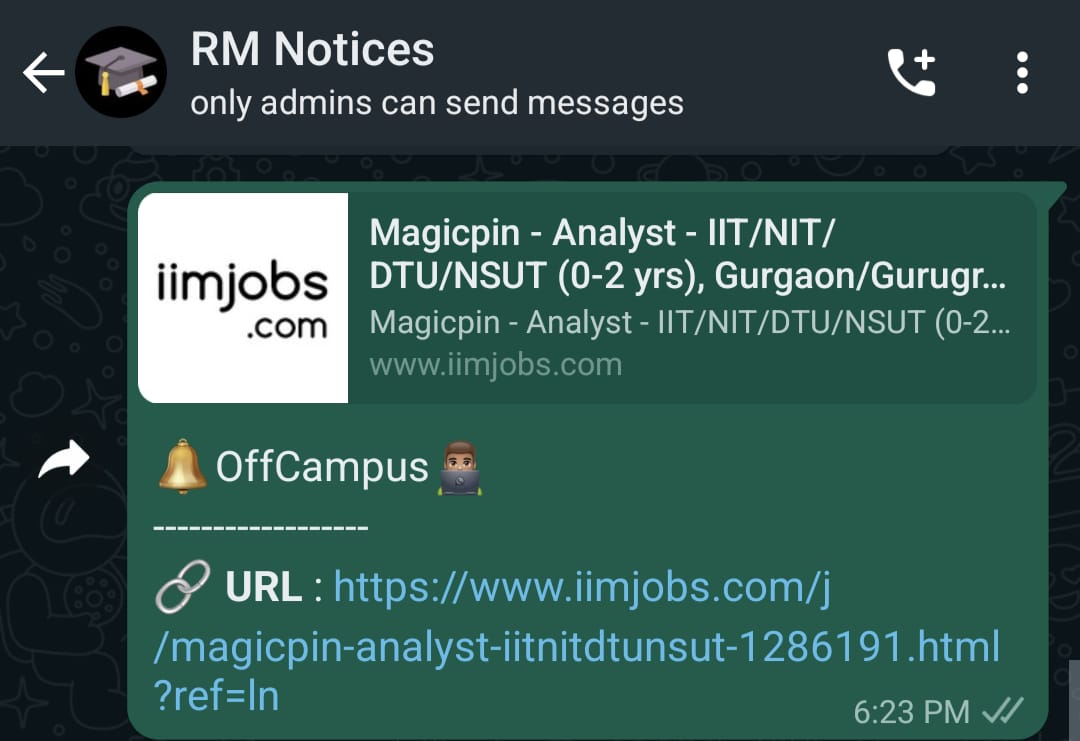 RM Notices
only admins can send messages
iimjobs
.com
Magicpin - Analyst - IIT/NIT/
DTU/NSUT (0-2 yrs), Gurgaon/Gurugr...
Magicpin - Analyst - IIT/NIT/DTU/NSUT (0-2...
www.iimjobs.com
🔔 OffCampus 👨🏽‍💻
------------------
🔗 URL : https://www.iimjobs.com/j
/magicpin-analyst-iitnitdtunsut-1286191.html
?ref=ln
6:23 PM